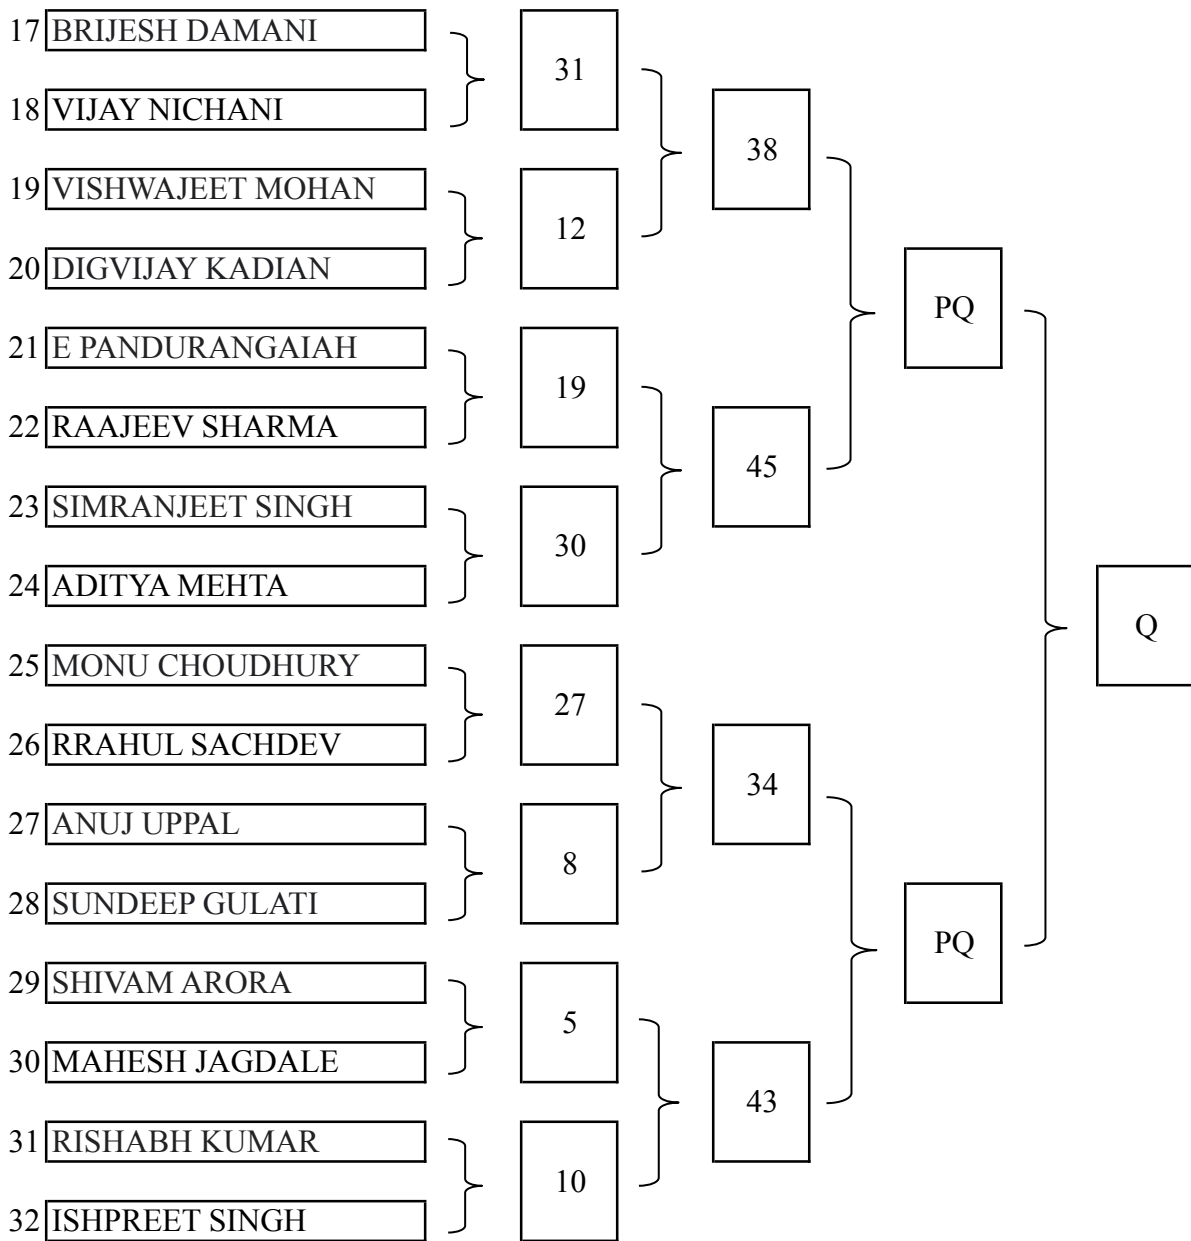 17 BRIJESH DAMANI
31
18 VIJAY NICHANI
38
19 VISHWAJEET MOHAN
12
20 DIGVIJAY KADIAN
PQ
21 E PANDURANGAIAH
19
22 RAAJEEV SHARMA
45
23 SIMRANJEET SINGH
30
24 ADITYA MEHTA
Q
25 MONU CHOUDHURY
27
26 RRAHUL SACHDEV
34
27 ANUJ UPPAL
8
28 SUNDEEP GULATI
PQ
29 SHIVAM ARORA
5
30 MAHESH JAGDALE
43
31 RISHABH KUMAR
10
32 ISHPREET SINGH